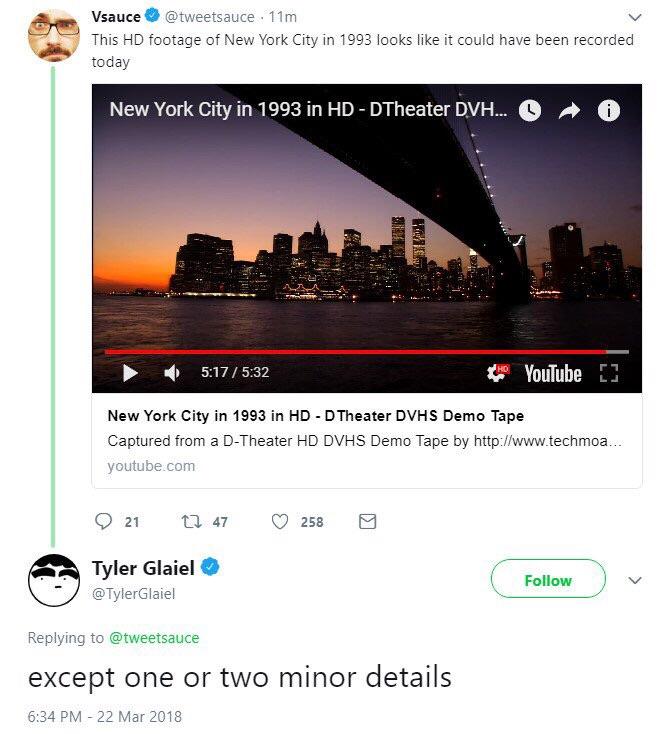 Vsauce @tweetsauce · 11m
This HD footage of New York City in 1993 looks like it could have been recorded
today
New York City in 1993 in HD - DTheater DVH...
5:17 / 5:32
HD
YouTube
New York City in 1993 in HD - DTheater DVHS Demo Tape
Captured from a D-Theater HD DVHS Demo Tape by http://www.techmoa...
youtube.com
21 47 258
Tyler Glaiel
@TylerGlaiel
Follow
Replying to @tweetsauce
except one or two minor details
6:34 PM - 22 Mar 2018